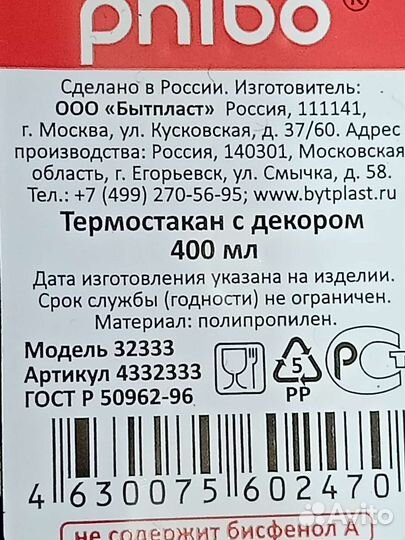 phibo®
Сделано в России. Изготовитель:
ООО «Бытпласт» Россия, 111141,
г. Москва, ул. Кусковская, д. 37/60. Адрес
производства: Россия, 140301, Московская
область, г. Егорьевск, ул. Смычка, д. 58.
Тел.: +7 (499) 270-56-95; www.bytplast.ru
Термостакан с декором
400 мл
Дата изготовления указана на изделии.
Срок службы (годности) не ограничен.
Материал: полипропилен.
Модель 32333
Артикул 4332333
ГОСТ Р 50962-96
5
PP
РС
4 630075 602470
не содержит бисфенол А
Avito